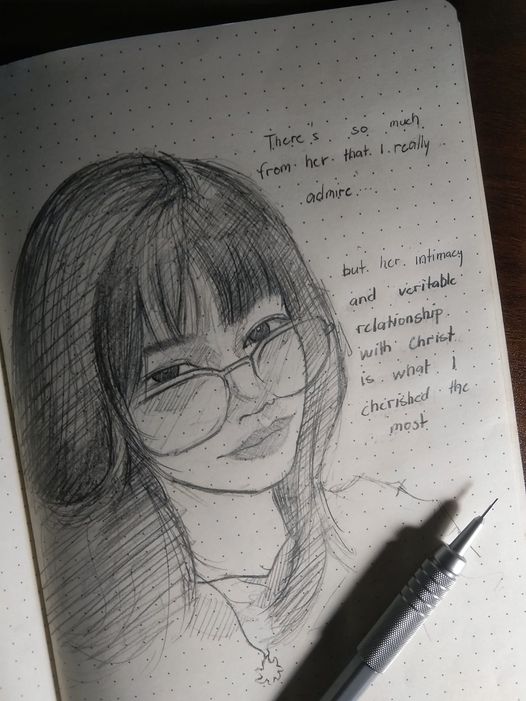 There's so much
from her that I really
admire...
but her intimacy
and veritable
relationship
with Christ
is what I
cherished the
most